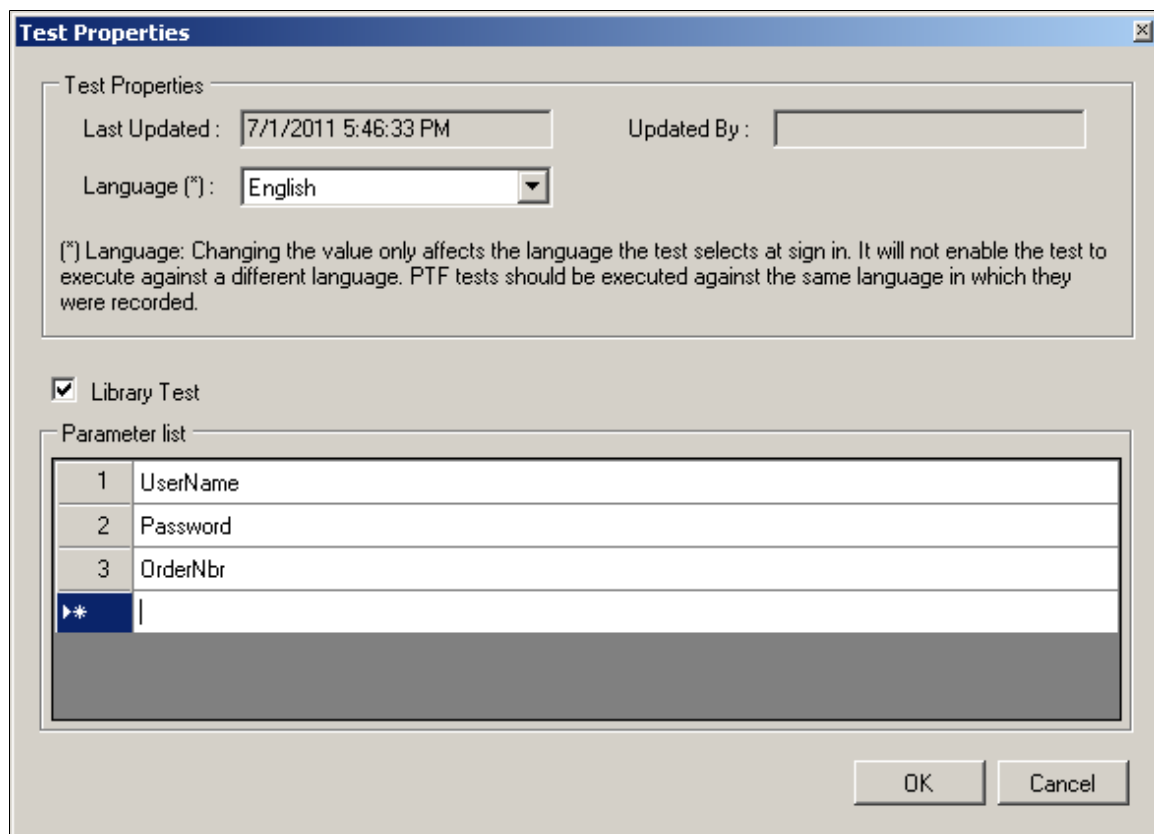 Test Properties
Test Properties
Last Updated : 7/1/2011 5:46:33 PM Updated By :
Language (*) : English
(*) Language: Changing the value only affects the language the test selects at sign in. It will not enable the test to
execute against a different language. PTF tests should be executed against the same language in which they
were recorded.
Library Test
Parameter list
1 UserName
2 Password
3 OrderNbr
*
OK Cancel